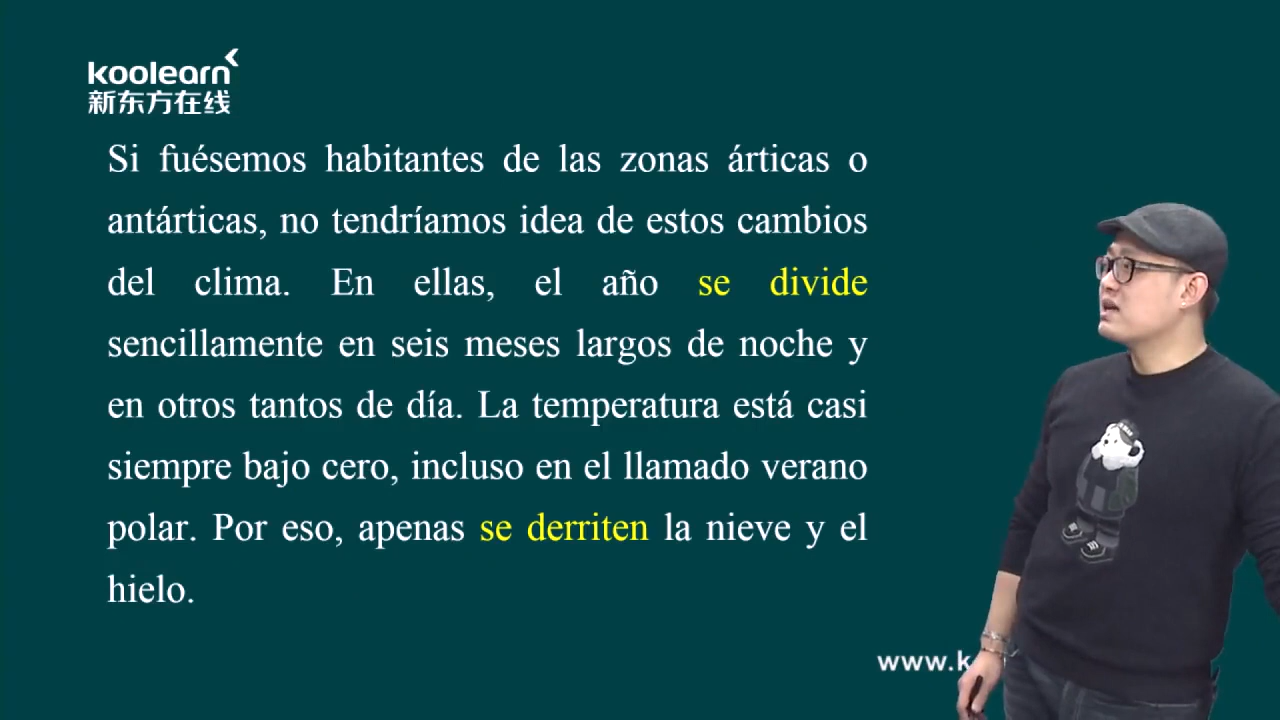 koolearn
新东方在线
Si fuésemos habitantes de las zonas árticas o
antárticas, no tendríamos idea de estos cambios
del clima. En ellas, el año se divide
sencillamente en seis meses largos de noche y
en otros tantos de día. La temperatura está casi
siempre bajo cero, incluso en el llamado verano
polar. Por eso, apenas se derriten la nieve y el
hielo.
www.k